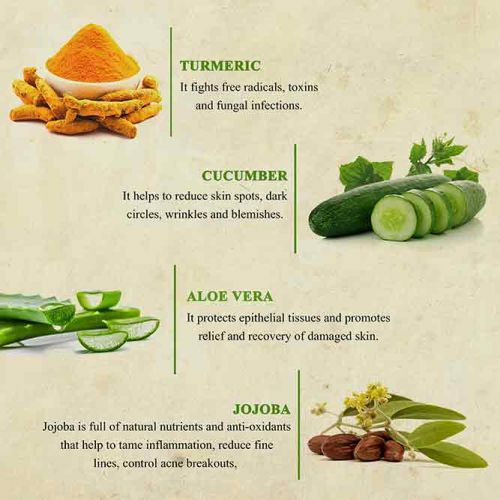 TURMERIC
It fights free radicals, toxins
and fungal infections.
CUCUMBER
It helps to reduce skin spots, dark
circles, wrinkles and blemishes.
ALOE VERA
It protects epithelial tissues and promotes
relief and recovery of damaged skin.
JOJOBA
Jojoba is full of natural nutrients and anti-oxidants
that help to tame inflammation, reduce fine
lines, control acne breakouts,